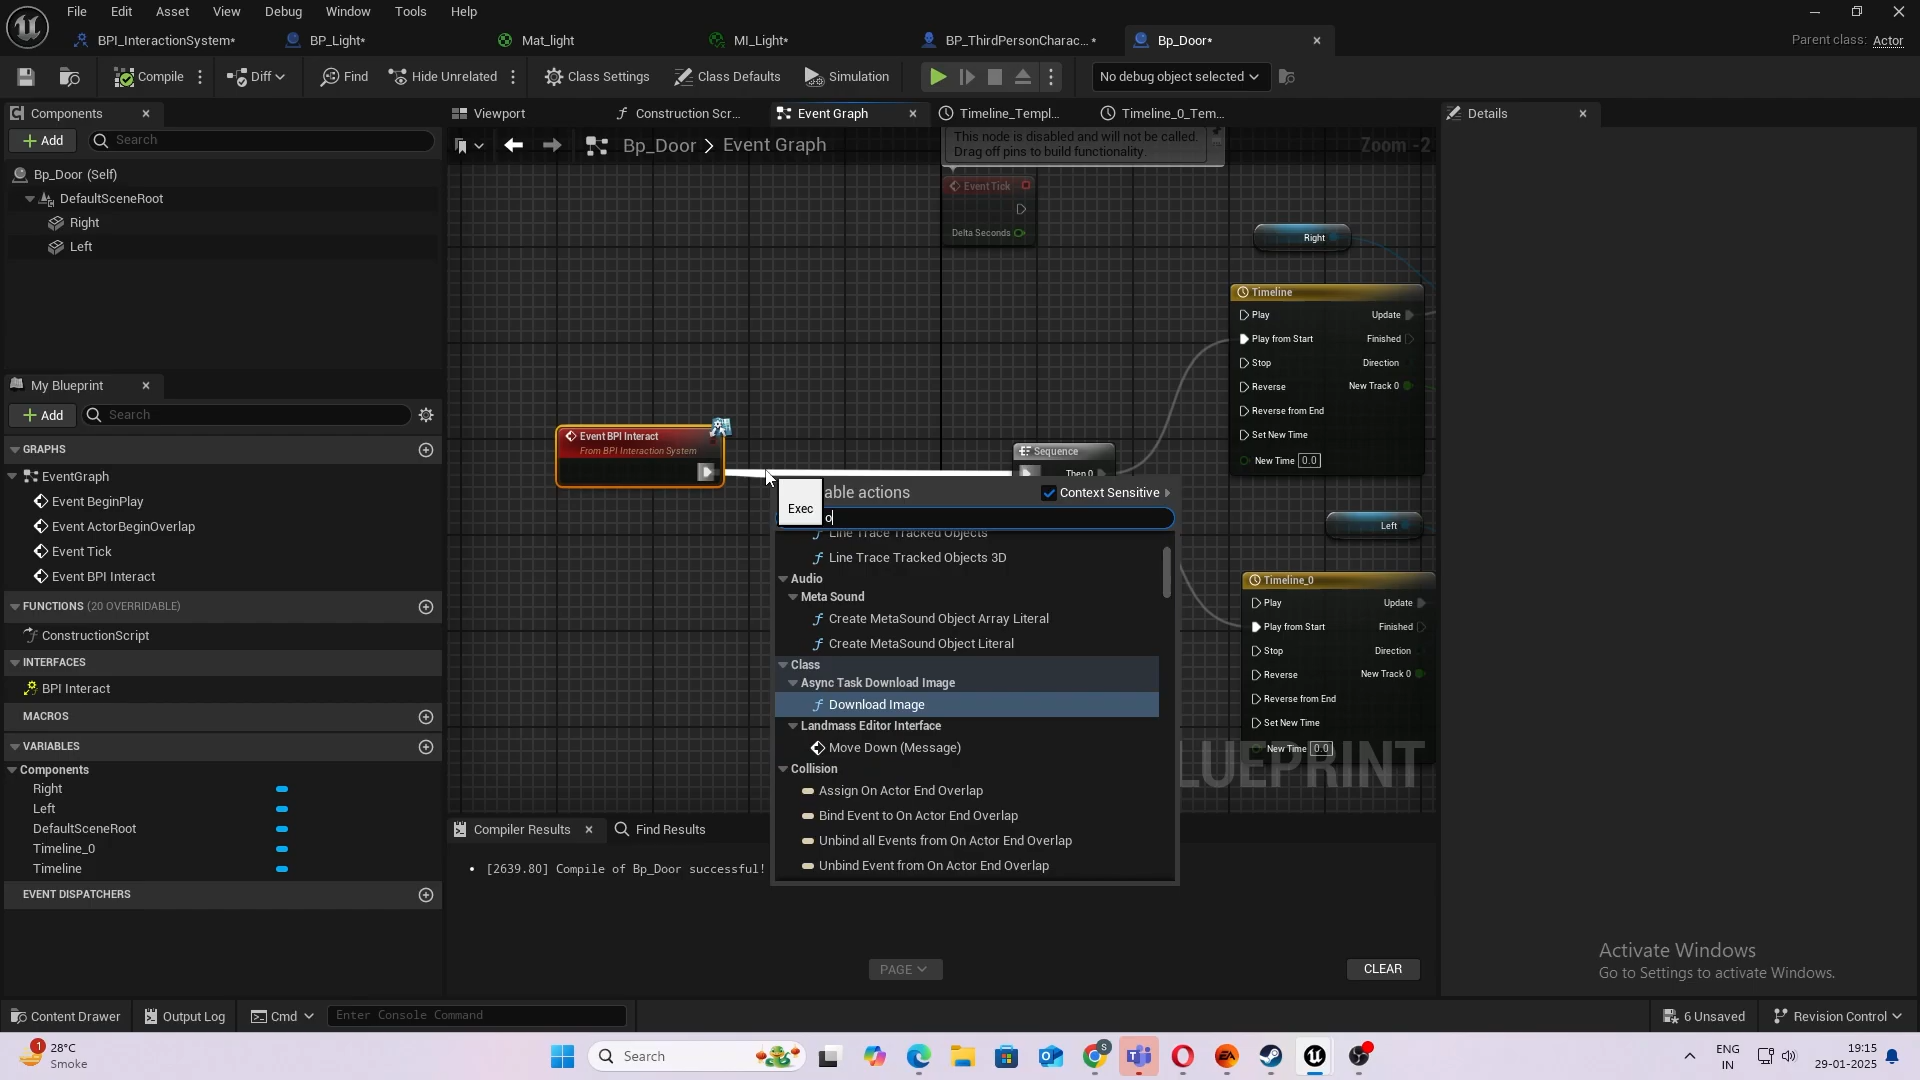 File Edit Asset View Debug Window Tools Help
BPI_InteractionSystem* BP_Light* Mat_light MI_Light* BP_ThirdPersonCharac...* Bp_Door* Parent class: Actor
Compile Diff Find Hide Unrelated Class Settings Class Defaults Simulation No debug object selected
Components Viewport Construction Scr... Event Graph Timeline_Templ... Timeline_0_Tem... Details
Add Search
Bp_Door > Event Graph Zoom -2
This node is disabled and will not be called.
Drag off pins to build functionality.
Bp_Door (Self)
DefaultSceneRoot
Right
Left
Event Tick
Delta Seconds
Right
Timeline
Play Update
Play from Start Finished
Stop Direction
Reverse New Track 0
Reverse from End
Set New Time
New Time 0.0
My Blueprint
Add Search
GRAPHS
EventGraph
Event BeginPlay
Event ActorBeginOverlap
Event Tick
Event BPI Interact
FUNCTIONS (20 OVERRIDABLE)
ConstructionScript
INTERFACES
BPI Interact
MACROS
VARIABLES
Components
Right
Left
DefaultSceneRoot
Timeline_0
Timeline
EVENT DISPATCHERS
Event BPI Interact
From BPI Interaction System
Sequence
Then 0
able actions Context Sensitive
Exec
o
Line Trace Tracked Objects
Line Trace Tracked Objects 3D
Audio
Meta Sound
Create MetaSound Object Array Literal
Create MetaSound Object Literal
Class
Async Task Download Image
Download Image
Landmass Editor Interface
Move Down (Message)
Collision
Assign On Actor End Overlap
Bind Event to On Actor End Overlap
Unbind all Events from On Actor End Overlap
Unbind Event from On Actor End Overlap
Left
Timeline_0
Play Update
Play from Start Finished
Stop Direction
Reverse New Track 0
Reverse from End
Set New Time
New Time 0.0
LUEPRINT
Compiler Results Find Results
[2639.80] Compile of Bp_Door successful!
PAGE CLEAR
Activate Windows
Go to Settings to activate Windows.
Content Drawer Output Log Cmd Enter Console Command 6 Unsaved Revision Control
1 28°C
Smoke
Search
S
ENG
IN
19:15
29-01-2025